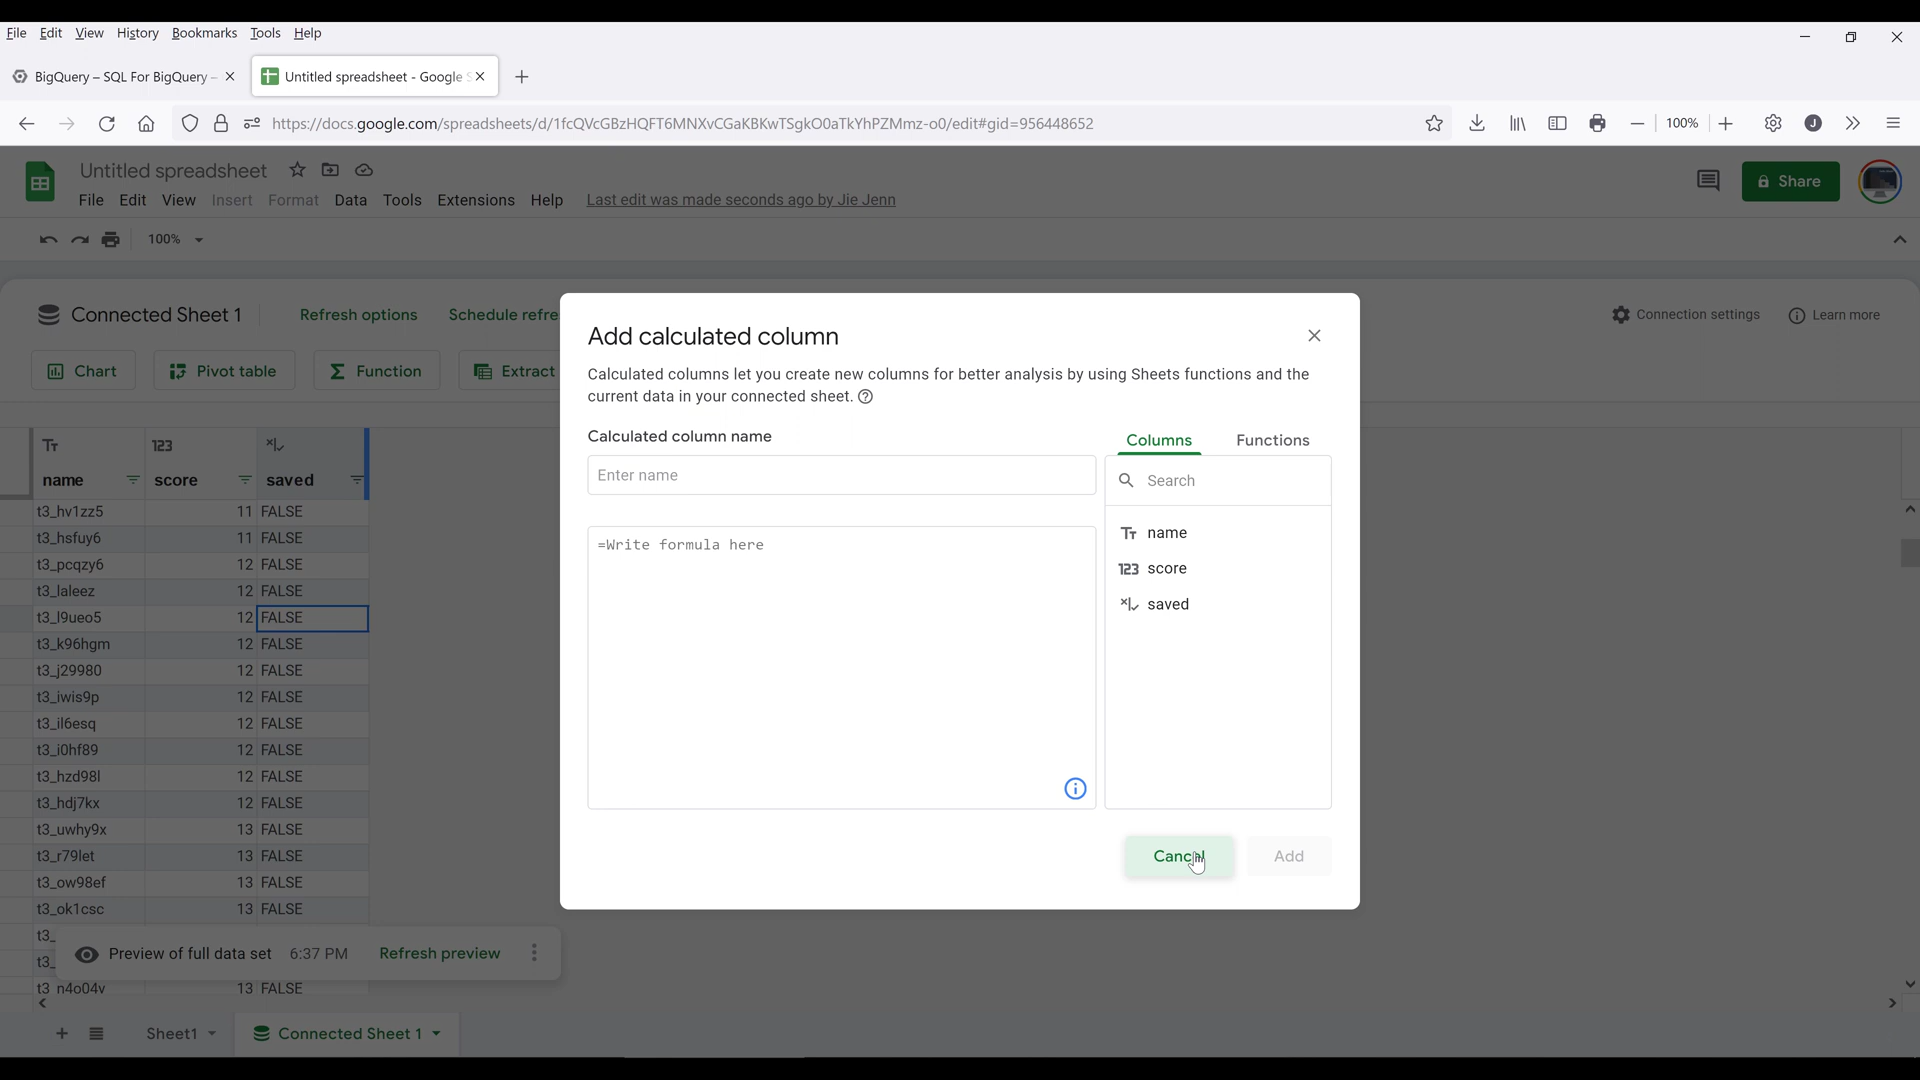 File Edit View History Bookmarks Tools Help
BigQuery – SQL For BigQuery –
Untitled spreadsheet - Google S
https://docs.google.com/spreadsheets/d/1fcQVcGBzHQFT6MNXvCGaKBKwTSgkO0aTkYhPZMmz-o0/edit#gid=956448652
100%
J
Untitled spreadsheet
File Edit View Insert Format Data Tools Extensions Help Last edit was made seconds ago by Jie Jenn
Share
100%
Connected Sheet 1 Refresh options Schedule refre
Connection settings Learn more
Chart Pivot table Function Extract
Add calculated column
Calculated columns let you create new columns for better analysis by using Sheets functions and the
current data in your connected sheet.
Calculated column name
Enter name
=Write formula here
Columns Functions
Search
Tт name
123 score
saved
Cancel Add
Tт 123
name score saved
t3_hv1zz5 11 FALSE
t3_hsfuy6 11 FALSE
t3_pcqzy6 12 FALSE
t3_laleez 12 FALSE
t3_l9ueo5 12 FALSE
t3_k96hgm 12 FALSE
t3_j29980 12 FALSE
t3_iwis9p 12 FALSE
t3_il6esq 12 FALSE
t3_i0hf89 12 FALSE
t3_hzd98l 12 FALSE
t3_hdj7kx 12 FALSE
t3_uwhy9x 13 FALSE
t3_r79let 13 FALSE
t3_ow98ef 13 FALSE
t3_ok1csc 13 FALSE
t3_
t3_
Preview of full data set 6:37 PM Refresh preview
t3_n4o04v 13 FALSE
Sheet1 Connected Sheet 1